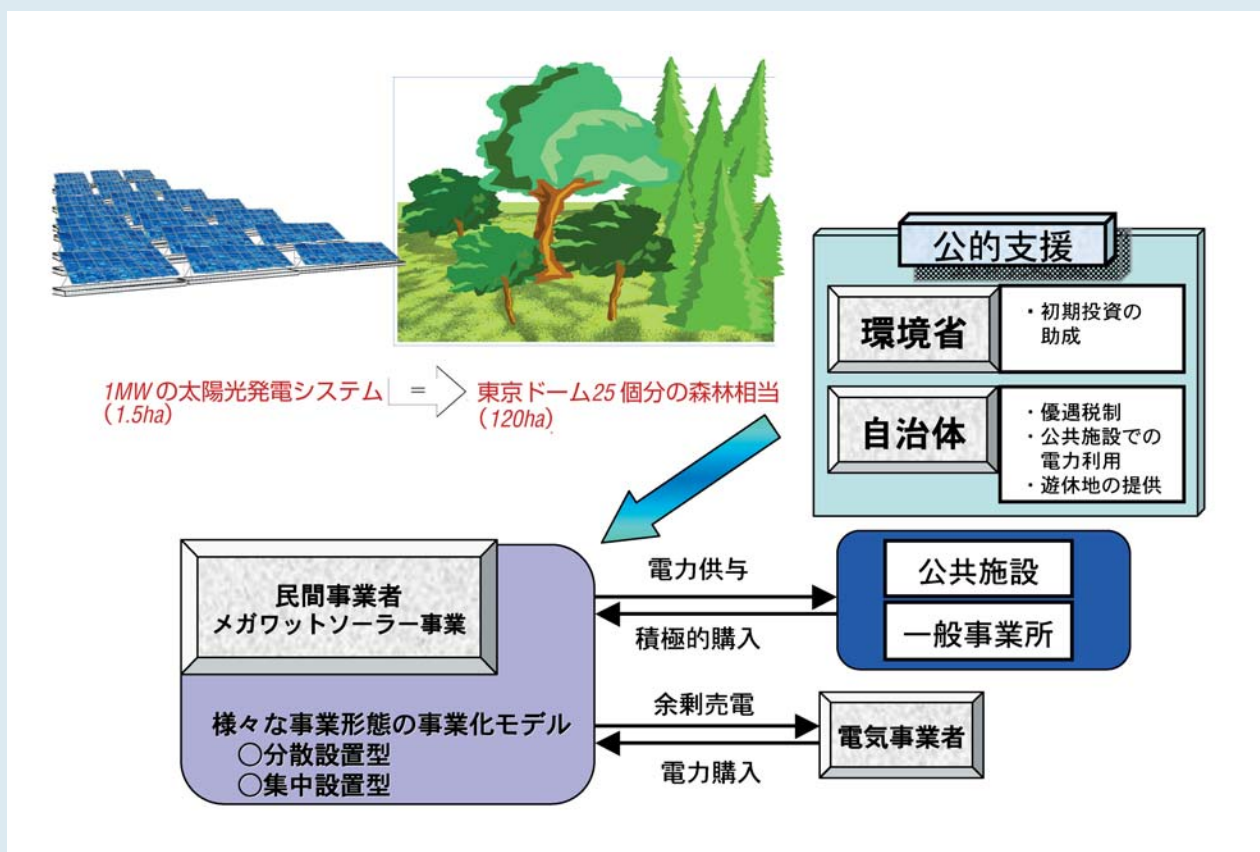 1MWの太陽光発電システム
(1.5ha)
=
東京ドーム25個分の森林相当
(120ha)
公的支援
環境省
・初期投資の
助成
自治体
・優遇税制
・公共施設での
電力利用
・遊休地の提供
民間事業者
メガワットソーラー事業
様々な事業形態の事業化モデル
○分散設置型
○集中設置型
電力供与
積極的購入
公共施設
一般事業所
余剰売電
電力購入
電気事業者